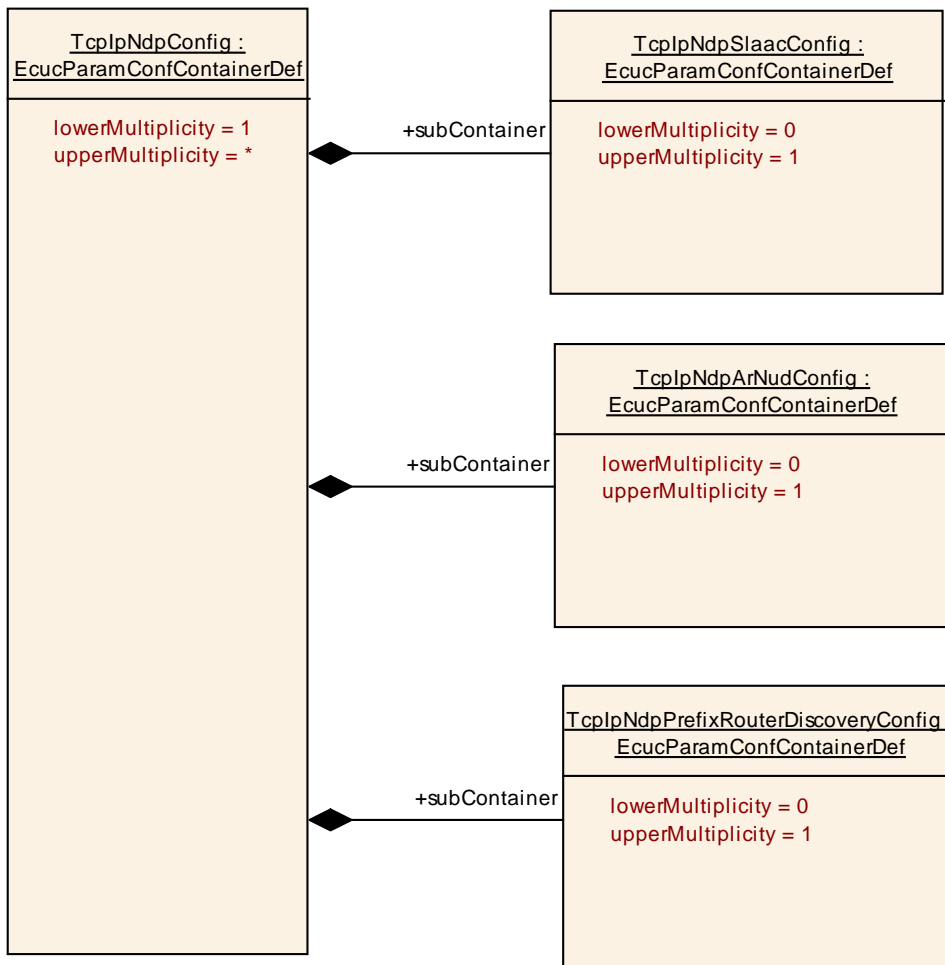 TcpIpNdpConfig :
EcucParamConfContainerDef
lowerMultiplicity = 1
upperMultiplicity = *
+subContainer
TcpIpNdpSlaacConfig :
EcucParamConfContainerDef
lowerMultiplicity = 0
upperMultiplicity = 1
+subContainer
TcpIpNdpArNudConfig :
EcucParamConfContainerDef
lowerMultiplicity = 0
upperMultiplicity = 1
+subContainer
TcpIpNdpPrefixRouterDiscoveryConfig
EcucParamConfContainerDef
lowerMultiplicity = 0
upperMultiplicity = 1